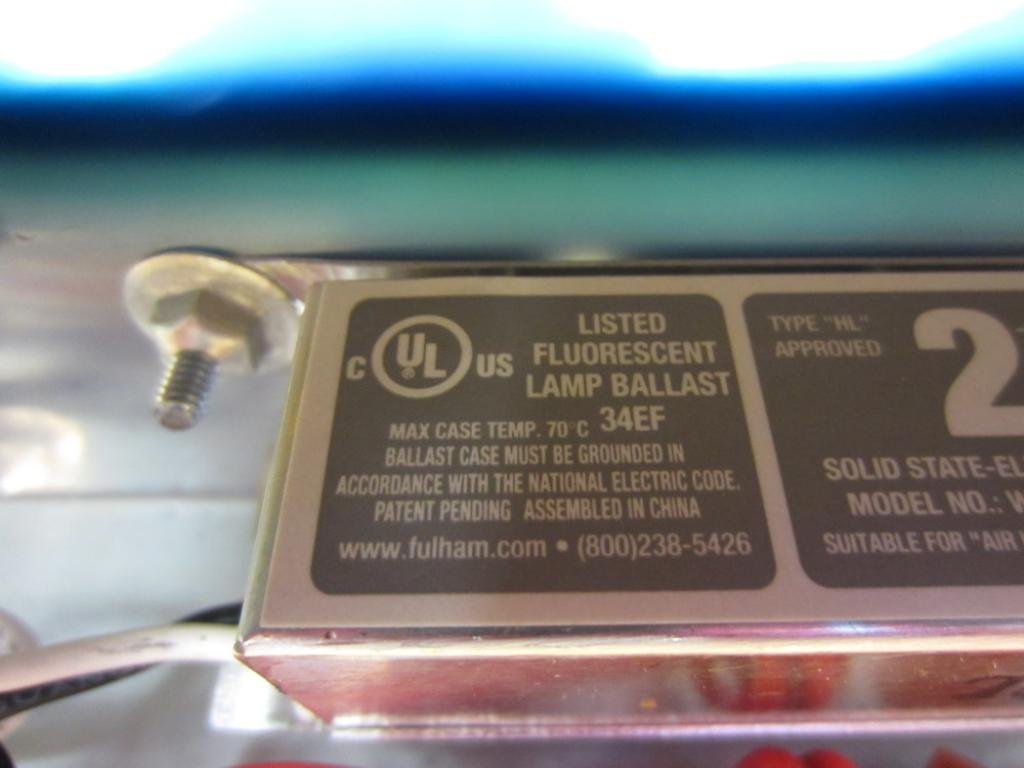 C UL ® US
LISTED
FLUORESCENT
LAMP BALLAST
34EF
MAX CASE TEMP. 70°C
BALLAST CASE MUST BE GROUNDED IN
ACCORDANCE WITH THE NATIONAL ELECTRIC CODE.
PATENT PENDING ASSEMBLED IN CHINA
www.fulham.com • (800)238-5426
TYPE "HL"
APPROVED
2
SOLID STATE-EL
MODEL NO.: W
SUITABLE FOR "AIR